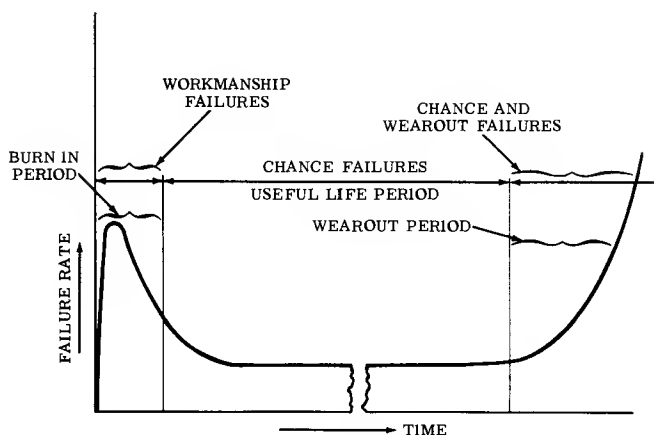 WORKMANSHIP
FAILURES
CHANCE AND
WEAROUT FAILURES
BURN IN
PERIOD
CHANCE FAILURES
USEFUL LIFE PERIOD
WEAROUT PERIOD
FAILURE RATE
TIME